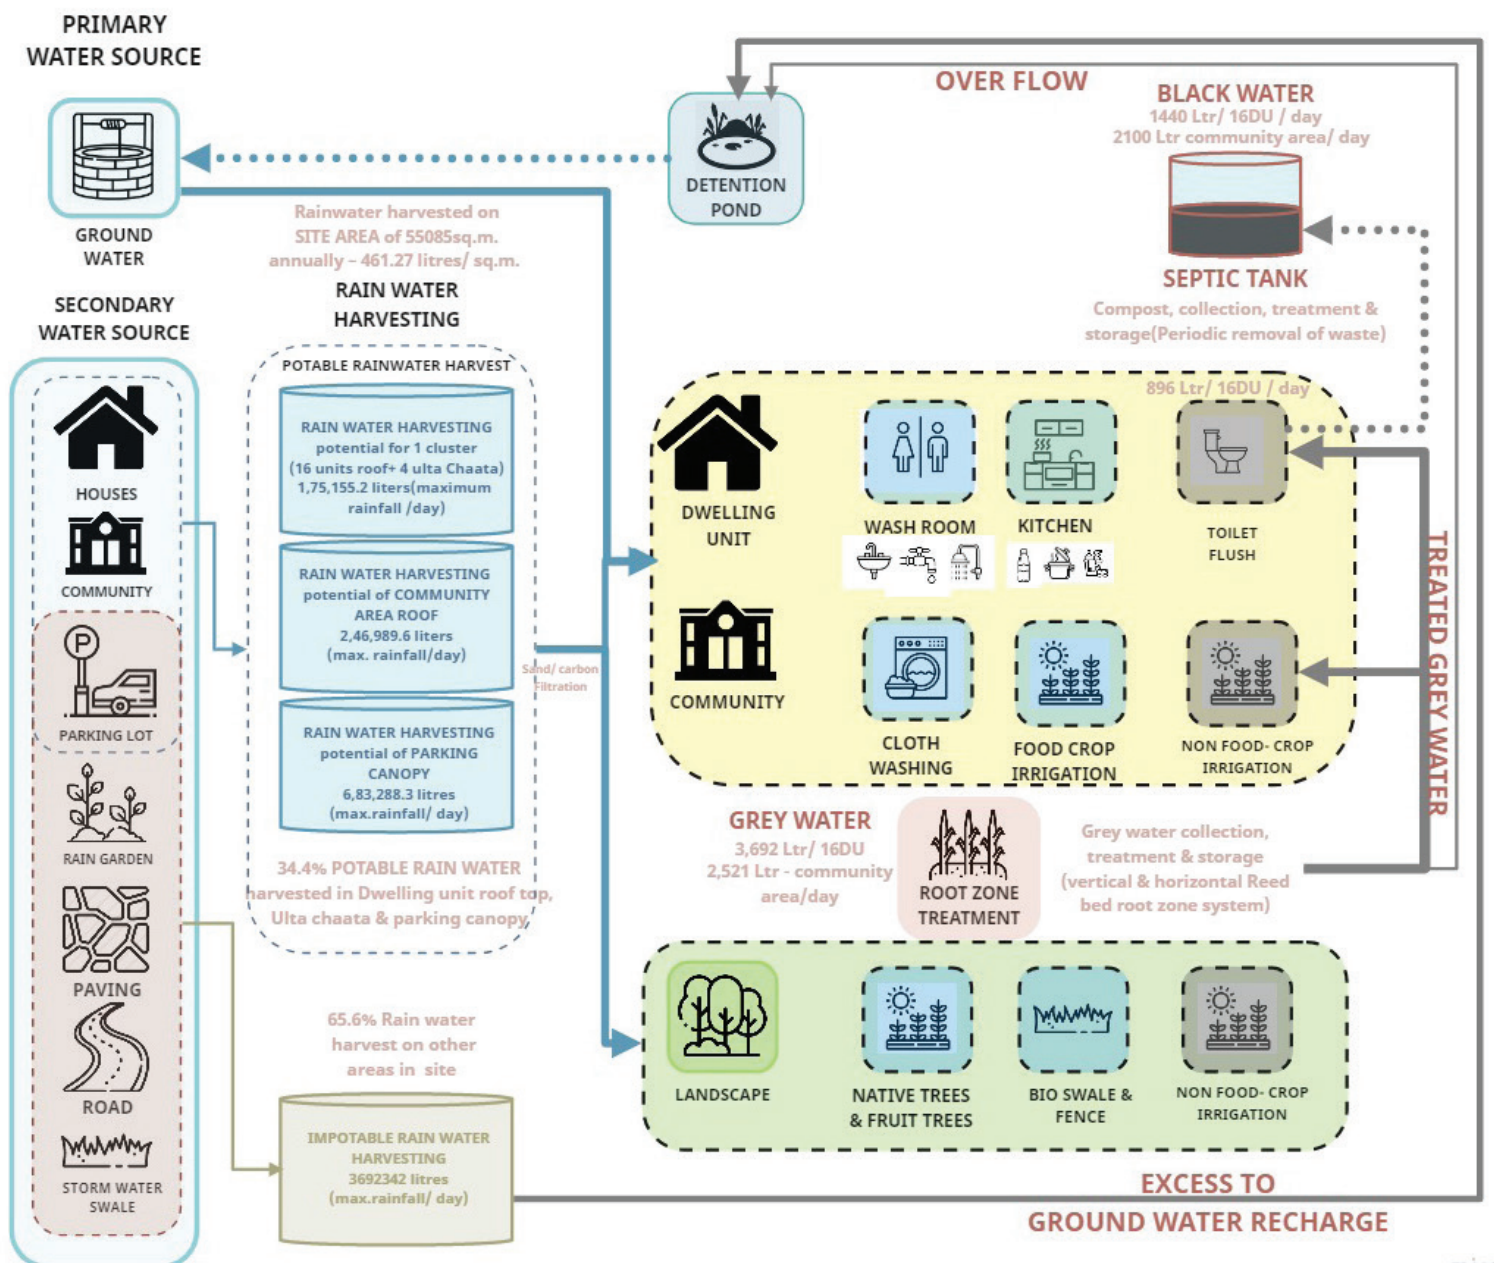 PRIMARY
WATER SOURCE
GROUND
WATER
SECONDARY
WATER SOURCE
HOUSES
COMMUNITY
PARKING LOT
RAIN GARDEN
PAVING
ROAD
STORM WATER
SWALE
Rainwater harvested on
SITE AREA of 55085sq.m.
annually – 461.27 litres/ sq.m.
RAIN WATER
HARVESTING
POTABLE RAINWATER HARVEST
RAIN WATER HARVESTING
potential for 1 cluster
(16 units roof+ 4 ulta Chaata)
1,75,155.2 liters(maximum
rainfall /day)
RAIN WATER HARVESTING
potential of COMMUNITY
AREA ROOF
2,46,989.6 liters
(max. rainfall/day)
RAIN WATER HARVESTING
potential of PARKING
CANOPY
6,83,288.3 litres
(max.rainfall/ day)
34.4% POTABLE RAIN WATER
harvested in Dwelling unit roof top,
Ulta chaata & parking canopy
Sand/ carbon
Filtration
65.6% Rain water
harvest on other
areas in site
IMPOTABLE RAIN WATER
HARVESTING
3692342 litres
(max.rainfall/ day)
DETENTION
POND
OVER FLOW
BLACK WATER
1440 Ltr/ 16DU / day
2100 Ltr community area/ day
SEPTIC TANK
Compost, collection, treatment &
storage(Periodic removal of waste)
896 Ltr/ 16DU / day
DWELLING
UNIT
WASH ROOM
KITCHEN
TOILET
FLUSH
COMMUNITY
CLOTH
WASHING
FOOD CROP
IRRIGATION
NON FOOD- CROP
IRRIGATION
TREATED GREY WATER
GREY WATER
3,692 Ltr/ 16DU
2,521 Ltr - community
area/day
ROOT ZONE
TREATMENT
Grey water collection,
treatment & storage
(vertical & horizontal Reed
bed root zone system)
LANDSCAPE
NATIVE TREES
& FRUIT TREES
BIO SWALE &
FENCE
NON FOOD- CROP
IRRIGATION
EXCESS TO
GROUND WATER RECHARGE
P